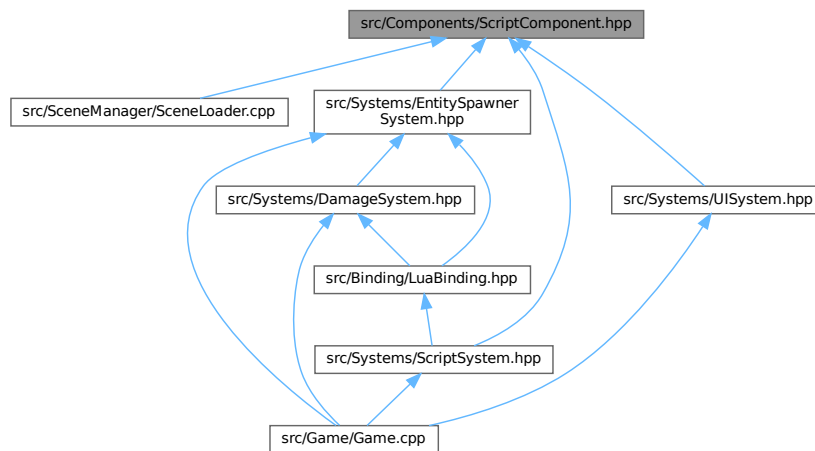 src/Components/ScriptComponent.hpp
src/SceneManager/SceneLoader.cpp
src/Systems/EntitySpawner
System.hpp
src/Systems/DamageSystem.hpp
src/Systems/UISystem.hpp
src/Binding/LuaBinding.hpp
src/Systems/ScriptSystem.hpp
src/Game/Game.cpp